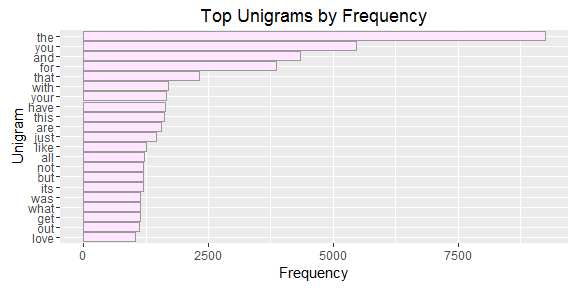 Top Unigrams by Frequency
Unigram
the
you
and
for
that
with
your
have
this
are
just
like
all
not
but
its
was
what
get
out
love
0 2500 5000 7500
Frequency